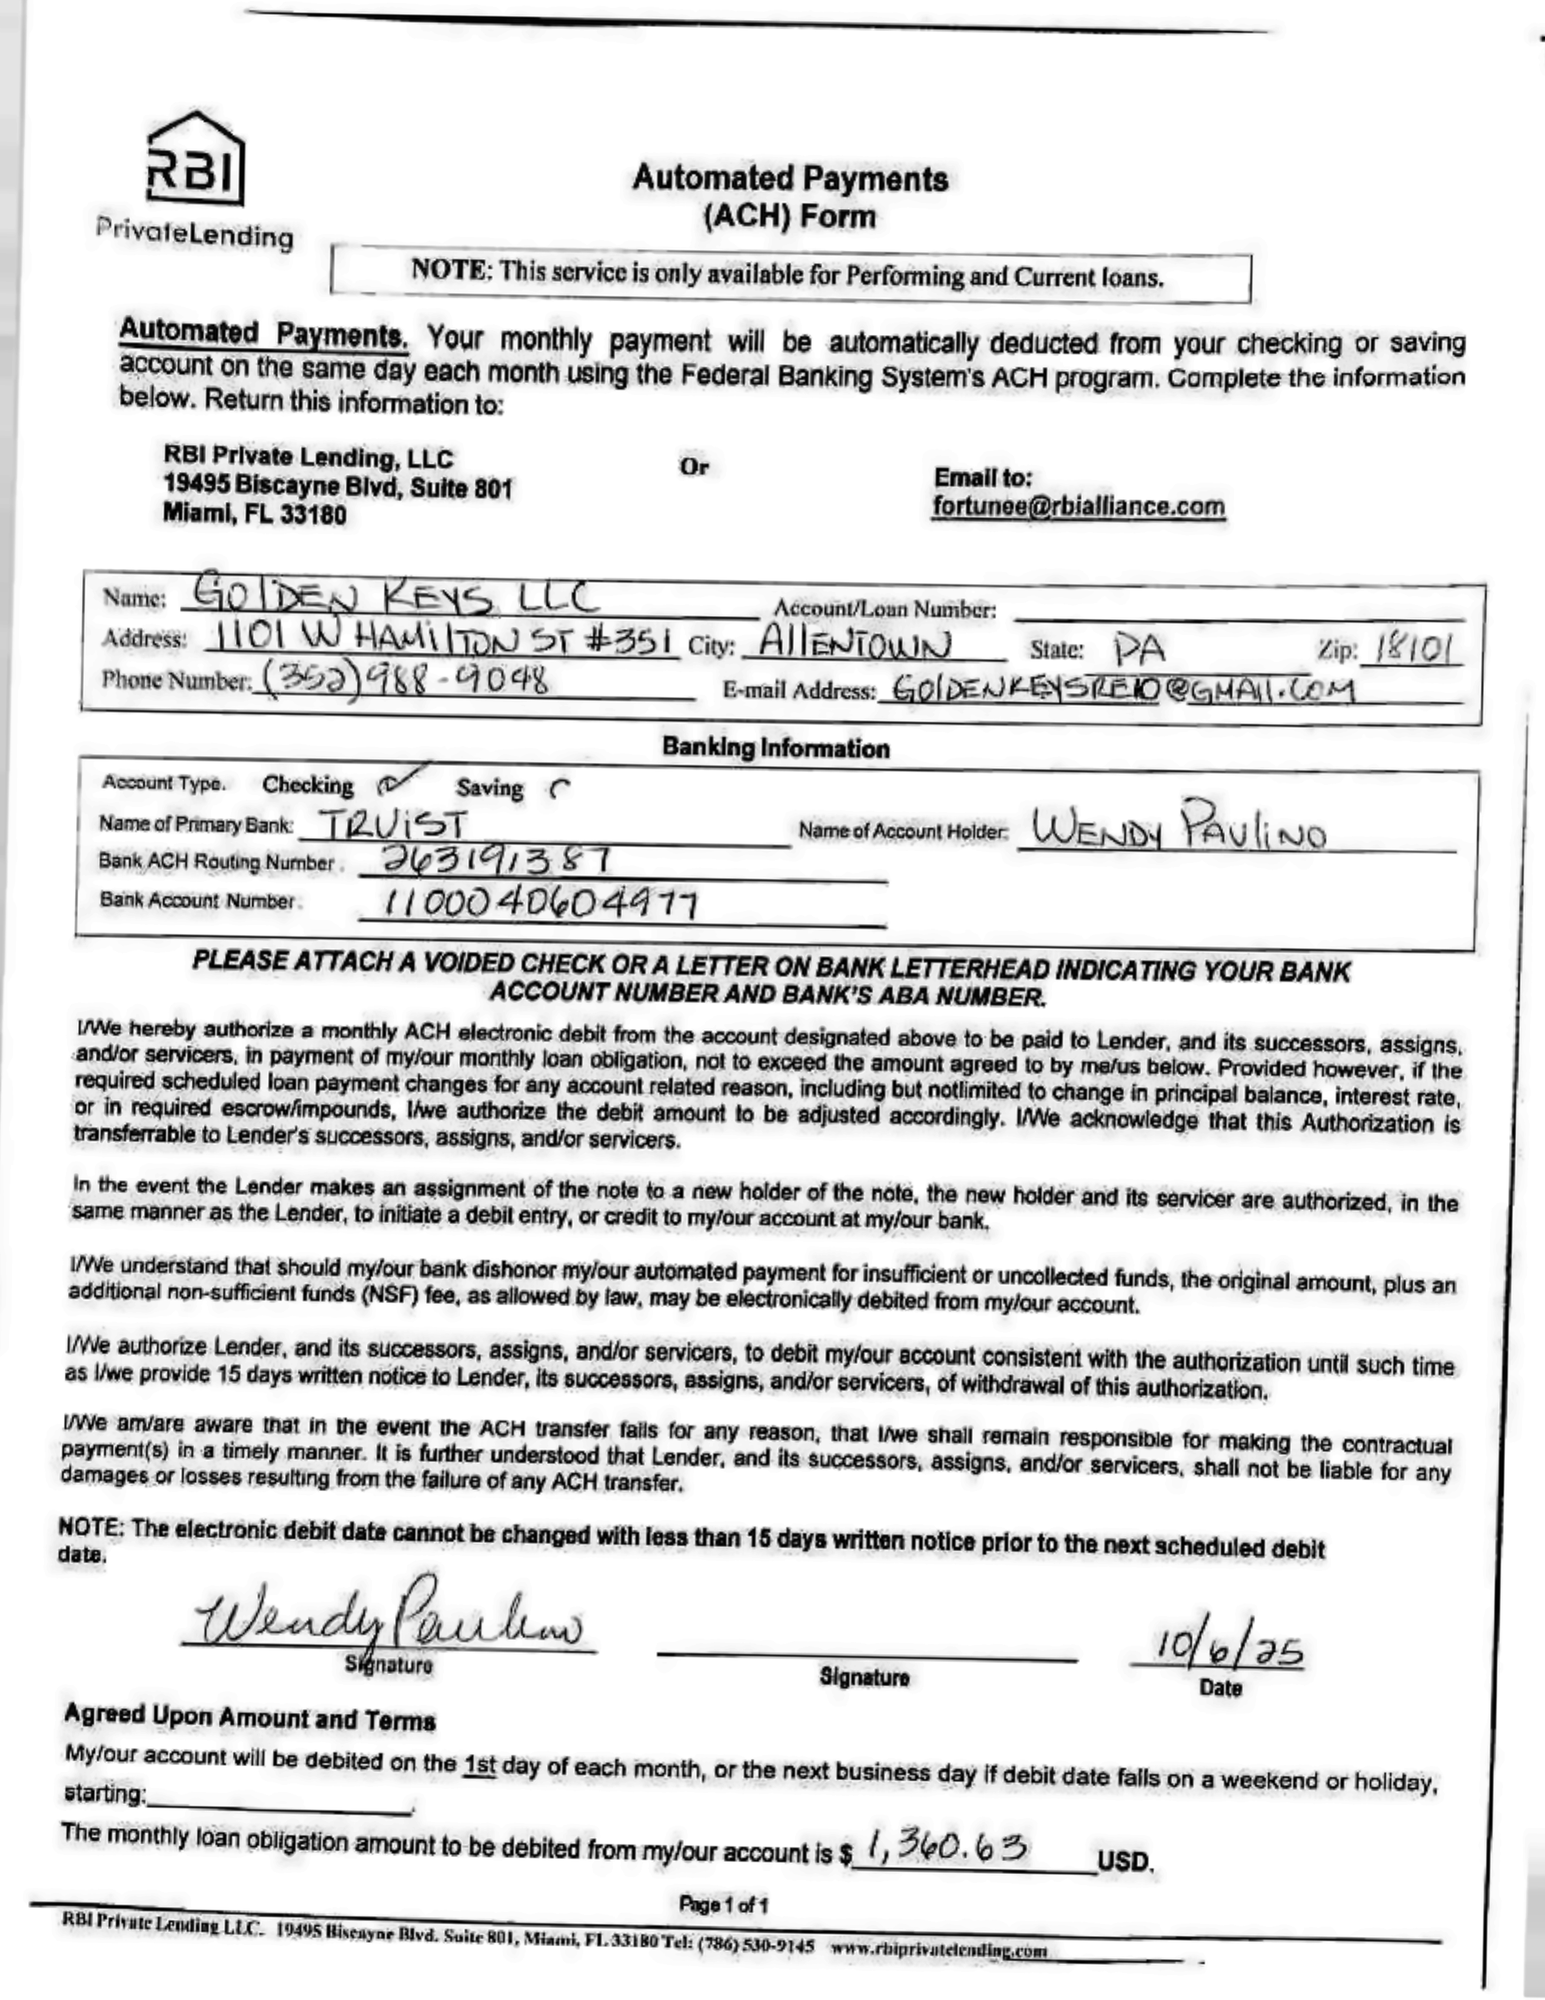 RBI
PrivateLending
Automated Payments
(ACH) Form
NOTE: This service is only available for Performing and Current loans.
Automated Payments. Your monthly payment will be automatically deducted from your checking or saving
account on the same day each month using the Federal Banking System's ACH program. Complete the information
below. Return this information to:
RBI Private Lending, LLC
19495 Biscayne Blvd, Suite 801
Miami, FL 33180
Or
Email to:
fortunee@rbialliance.com
Name: GOLDEN KEYS LLC Account/Loan Number:
Address: 1101 W HAMILTON ST #351 City: AllENTOWN State: PA Zip: 18101
Phone Number: (352) 988-9048 E-mail Address: GOLDENKEYSREIO@GMAIL.COM
Banking Information
Account Type. Checking Saving
Name of Primary Bank: TRUiST Name of Account Holder: WENDY PAULINO
Bank ACH Routing Number. 263191387
Bank Account Number. 1100040604977
PLEASE ATTACH A VOIDED CHECK OR A LETTER ON BANK LETTERHEAD INDICATING YOUR BANK
ACCOUNT NUMBER AND BANK'S ABA NUMBER.
I/We hereby authorize a monthly ACH electronic debit from the account designated above to be paid to Lender, and its successors, assigns,
and/or servicers, in payment of my/our monthly loan obligation, not to exceed the amount agreed to by me/us below. Provided however, if the
required scheduled loan payment changes for any account related reason, including but notlimited to change in principal balance, interest rate,
or in required escrow/impounds, I/we authorize the debit amount to be adjusted accordingly. I/We acknowledge that this Authorization is
transferrable to Lender's successors, assigns, and/or servicers.
In the event the Lender makes an assignment of the note to a new holder of the note, the new holder and its servicer are authorized, in the
same manner as the Lender, to initiate a debit entry, or credit to my/our account at my/our bank.
I/We understand that should my/our bank dishonor my/our automated payment for insufficient or uncollected funds, the original amount, plus an
additional non-sufficient funds (NSF) fee, as allowed by law, may be electronically debited from my/our account.
I/We authorize Lender, and its successors, assigns, and/or servicers, to debit my/our account consistent with the authorization until such time
as I/we provide 15 days written notice to Lender, its successors, assigns, and/or servicers, of withdrawal of this authorization.
I/We am/are aware that in the event the ACH transfer fails for any reason, that I/we shall remain responsible for making the contractual
payment(s) in a timely manner. It is further understood that Lender, and its successors, assigns, and/or servicers, shall not be liable for any
damages or losses resulting from the failure of any ACH transfer.
NOTE: The electronic debit date cannot be changed with less than 15 days written notice prior to the next scheduled debit
date.
Wendy Paulino 10/6/25
Signature Signature Date
Agreed Upon Amount and Terms
My/our account will be debited on the 1st day of each month, or the next business day if debit date falls on a weekend or holiday,
starting:
The monthly loan obligation amount to be debited from my/our account is $ 1,360.63 USD.
Page 1 of 1
RBI Private Lending LLC. 19495 Biscayne Blvd. Suite 801, Miami, FL 33180 Tel: (786) 530-9145 www.rbiprivatelending.com